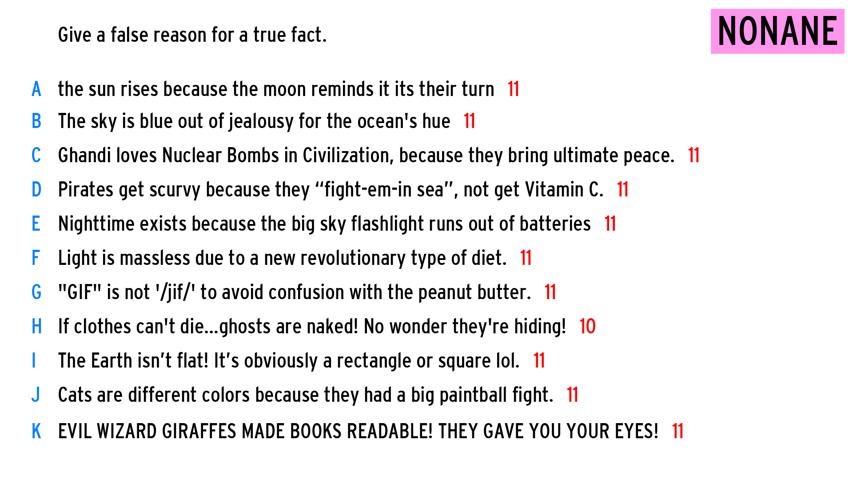 Give a false reason for a true fact.
NONANE
A the sun rises because the moon reminds it its their turn 11
B The sky is blue out of jealousy for the ocean's hue 11
C Ghandi loves Nuclear Bombs in Civilization, because they bring ultimate peace. 11
D Pirates get scurvy because they “fight-em-in sea”, not get Vitamin C. 11
E Nighttime exists because the big sky flashlight runs out of batteries 11
F Light is massless due to a new revolutionary type of diet. 11
G "GIF" is not '/jif/' to avoid confusion with the peanut butter. 11
H If clothes can't die...ghosts are naked! No wonder they're hiding! 10
I The Earth isn’t flat! It’s obviously a rectangle or square lol. 11
J Cats are different colors because they had a big paintball fight. 11
K EVIL WIZARD GIRAFFES MADE BOOKS READABLE! THEY GAVE YOU YOUR EYES! 11